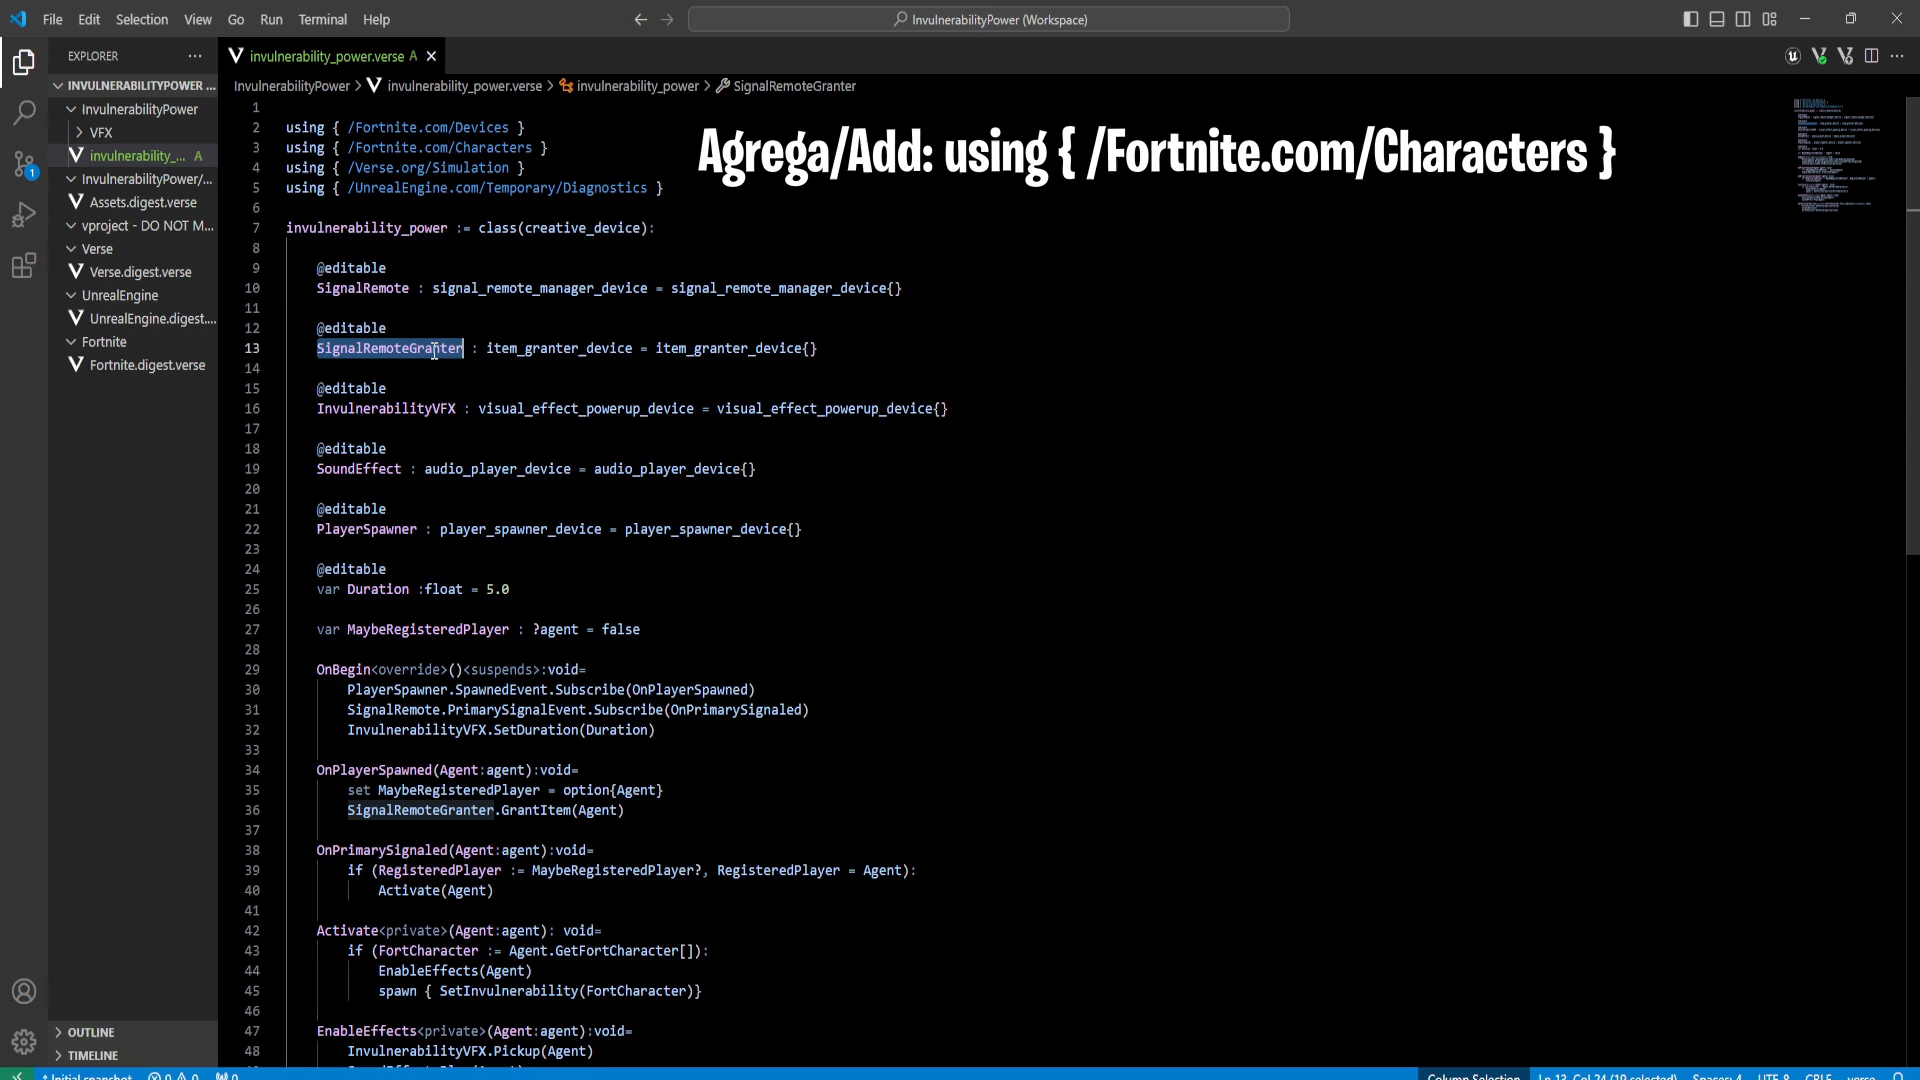 File Edit Selection View Go Run Terminal Help
InvulnerabilityPower (Workspace)
EXPLORER
INVULNERABILITYPOWER ...
InvulnerabilityPower
VFX
invulnerability_... A
InvulnerabilityPower/...
Assets.digest.verse
vproject - DO NOT M...
Verse
Verse.digest.verse
UnrealEngine
UnrealEngine.digest....
Fortnite
Fortnite.digest.verse
OUTLINE
TIMELINE
1
invulnerability_power.verse A
InvulnerabilityPower > invulnerability_power.verse > invulnerability_power > SignalRemoteGranter
Agrega/Add: using { /Fortnite.com/Characters }
1
2 using { /Fortnite.com/Devices }
3 using { /Fortnite.com/Characters }
4 using { /Verse.org/Simulation }
5 using { /UnrealEngine.com/Temporary/Diagnostics }
6
7 invulnerability_power := class(creative_device):
8
9 @editable
10 SignalRemote : signal_remote_manager_device = signal_remote_manager_device{}
11
12 @editable
13 SignalRemoteGranter : item_granter_device = item_granter_device{}
14
15 @editable
16 InvulnerabilityVFX : visual_effect_powerup_device = visual_effect_powerup_device{}
17
18 @editable
19 SoundEffect : audio_player_device = audio_player_device{}
20
21 @editable
22 PlayerSpawner : player_spawner_device = player_spawner_device{}
23
24 @editable
25 var Duration :float = 5.0
26
27 var MaybeRegisteredPlayer : ?agent = false
28
29 OnBegin<override>()<suspends>:void=
30 PlayerSpawner.SpawnedEvent.Subscribe(OnPlayerSpawned)
31 SignalRemote.PrimarySignalEvent.Subscribe(OnPrimarySignaled)
32 InvulnerabilityVFX.SetDuration(Duration)
33
34 OnPlayerSpawned(Agent:agent):void=
35 set MaybeRegisteredPlayer = option{Agent}
36 SignalRemoteGranter.GrantItem(Agent)
37
38 OnPrimarySignaled(Agent:agent):void=
39 if (RegisteredPlayer := MaybeRegisteredPlayer?, RegisteredPlayer = Agent):
40 Activate(Agent)
41
42 Activate<private>(Agent:agent): void=
43 if (FortCharacter := Agent.GetFortCharacter[]):
44 EnableEffects(Agent)
45 spawn { SetInvulnerability(FortCharacter)}
46
47 EnableEffects<private>(Agent:agent):void=
48 InvulnerabilityVFX.Pickup(Agent)